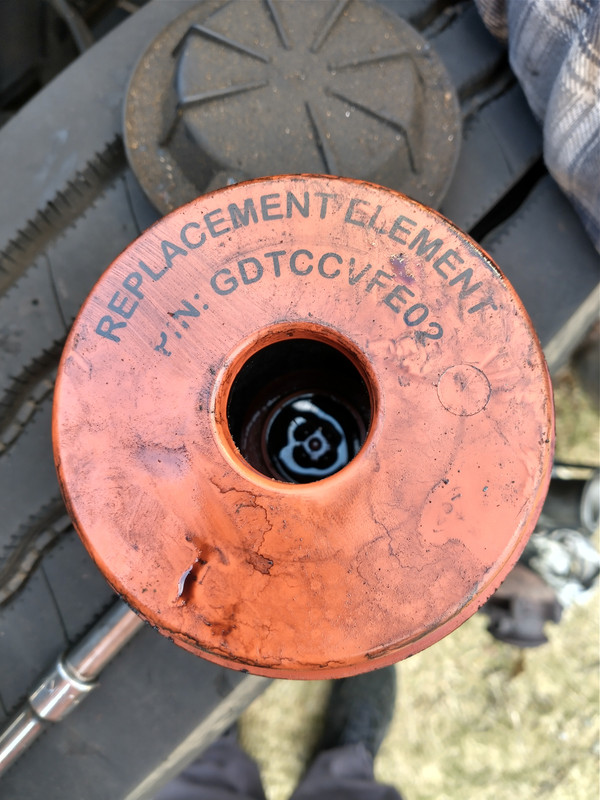 REPLACEMENT ELEMENT
P/N: GDTCCVFE02